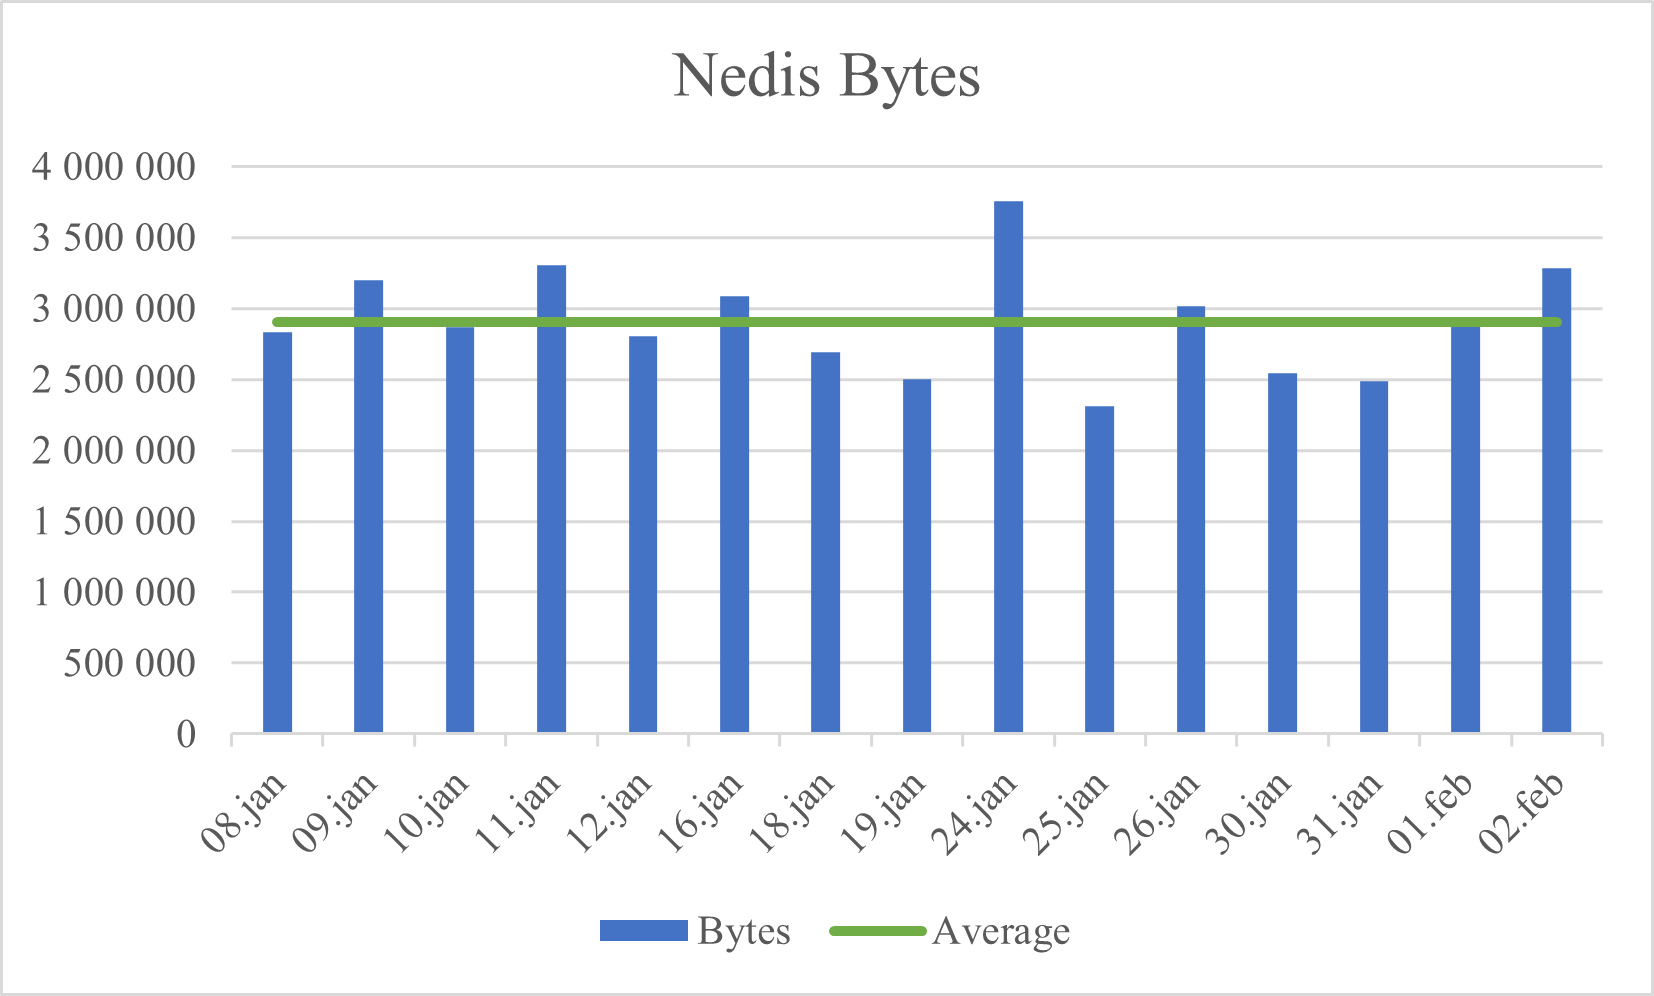 Nedis Bytes
4 000 000
3 500 000
3 000 000
2 500 000
2 000 000
1 500 000
1 000 000
500 000
0
08.jan
09.jan
10.jan
11.jan
12.jan
16.jan
18.jan
19.jan
24.jan
25.jan
26.jan
30.jan
31.jan
01.feb
02.feb
Bytes
Average